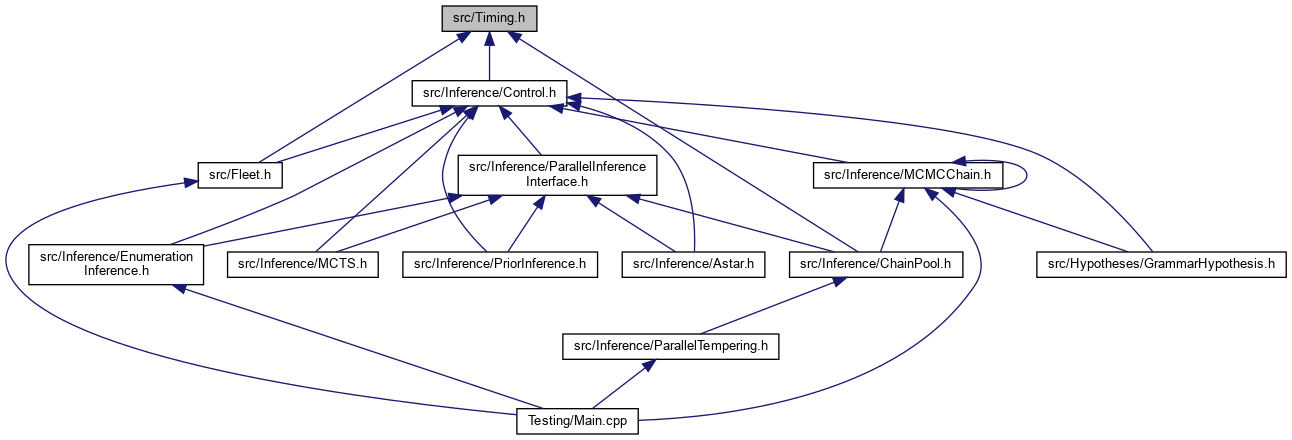 src/Timing.h
src/Inference/Control.h
src/Fleet.h
src/Inference/ParallelInference
Interface.h
src/Inference/MCMCChain.h
src/Inference/Enumeration
Inference.h
src/Inference/MCTS.h
src/Inference/PriorInference.h
src/Inference/Astar.h
src/Inference/ChainPool.h
src/Hypotheses/GrammarHypothesis.h
src/Inference/ParallelTempering.h
Testing/Main.cpp